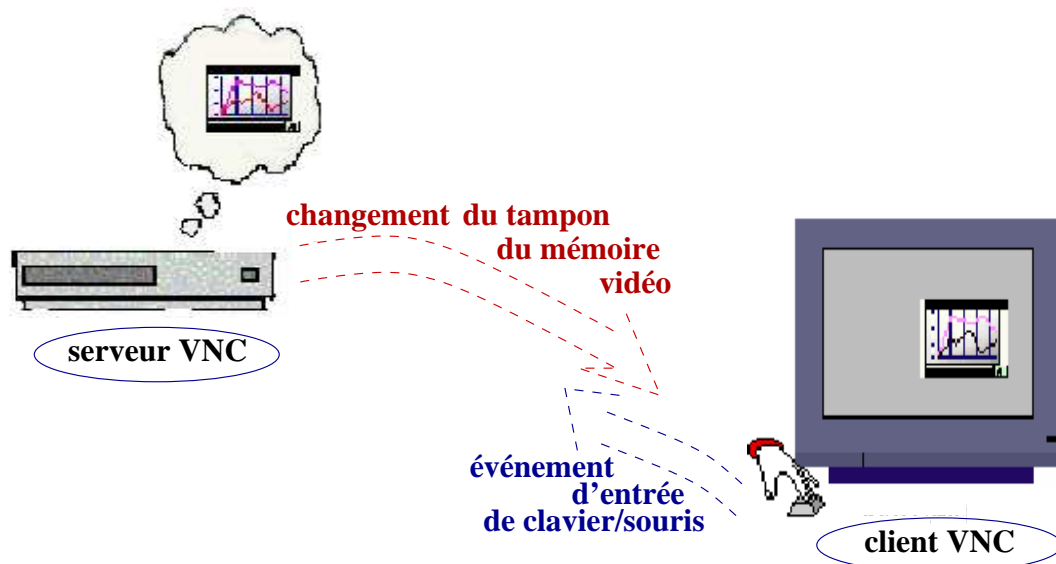 changement du tampon
du mémoire
vidéo
serveur VNC
événement
d'entrée
de clavier/souris
client VNC